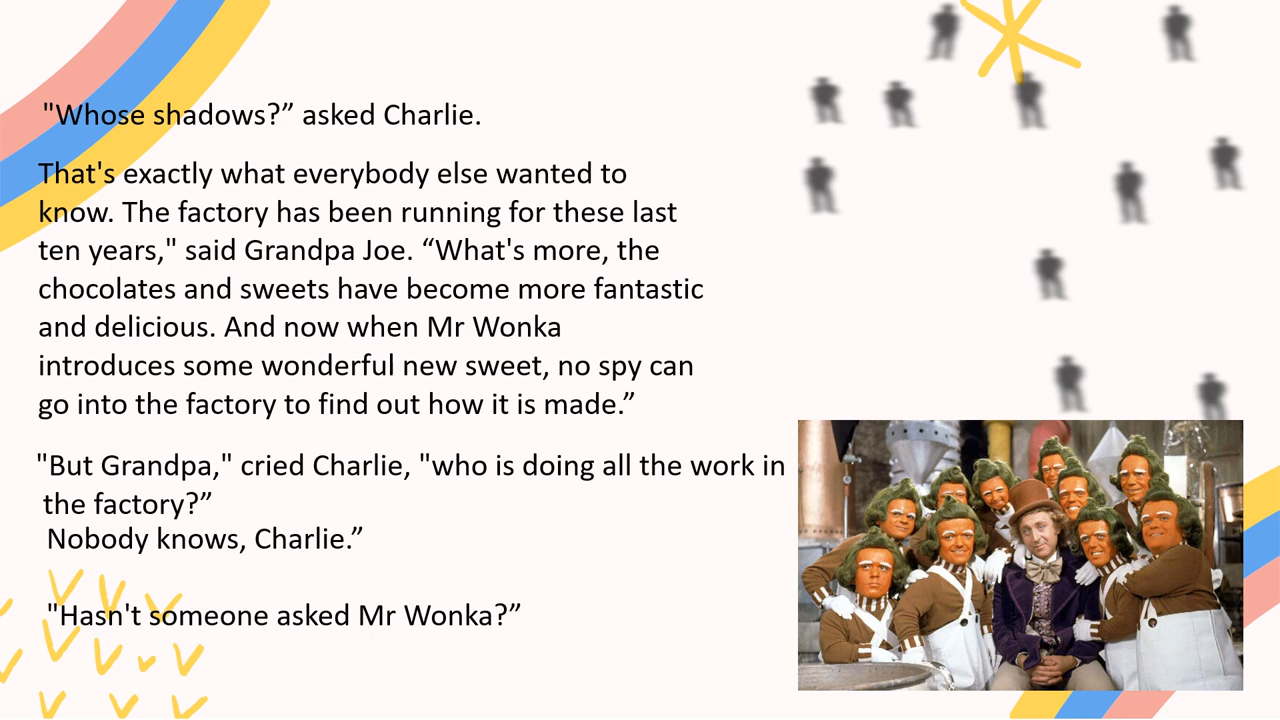 "Whose shadows?” asked Charlie.
That's exactly what everybody else wanted to
know. The factory has been running for these last
ten years," said Grandpa Joe. “What's more, the
chocolates and sweets have become more fantastic
and delicious. And now when Mr Wonka
introduces some wonderful new sweet, no spy can
go into the factory to find out how it is made.”
"But Grandpa," cried Charlie, "who is doing all the work in
the factory?”
Nobody knows, Charlie.”
"Hasn't someone asked Mr Wonka?”